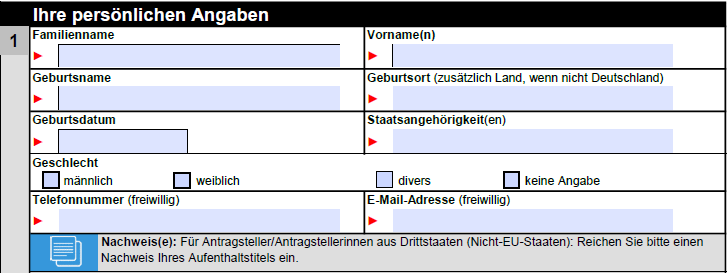 Ihre persönlichen Angaben
1
Familienname Vorname(n)
Geburtsname Geburtsort (zusätzlich Land, wenn nicht Deutschland)
Geburtsdatum Staatsangehörigkeit(en)
Geschlecht
männlich weiblich divers keine Angabe
Telefonnummer (freiwillig) E-Mail-Adresse (freiwillig)
Nachweis(e): Für Antragsteller/Antragstellerinnen aus Drittstaaten (Nicht-EU-Staaten): Reichen Sie bitte einen
Nachweis Ihres Aufenthaltstitels ein.